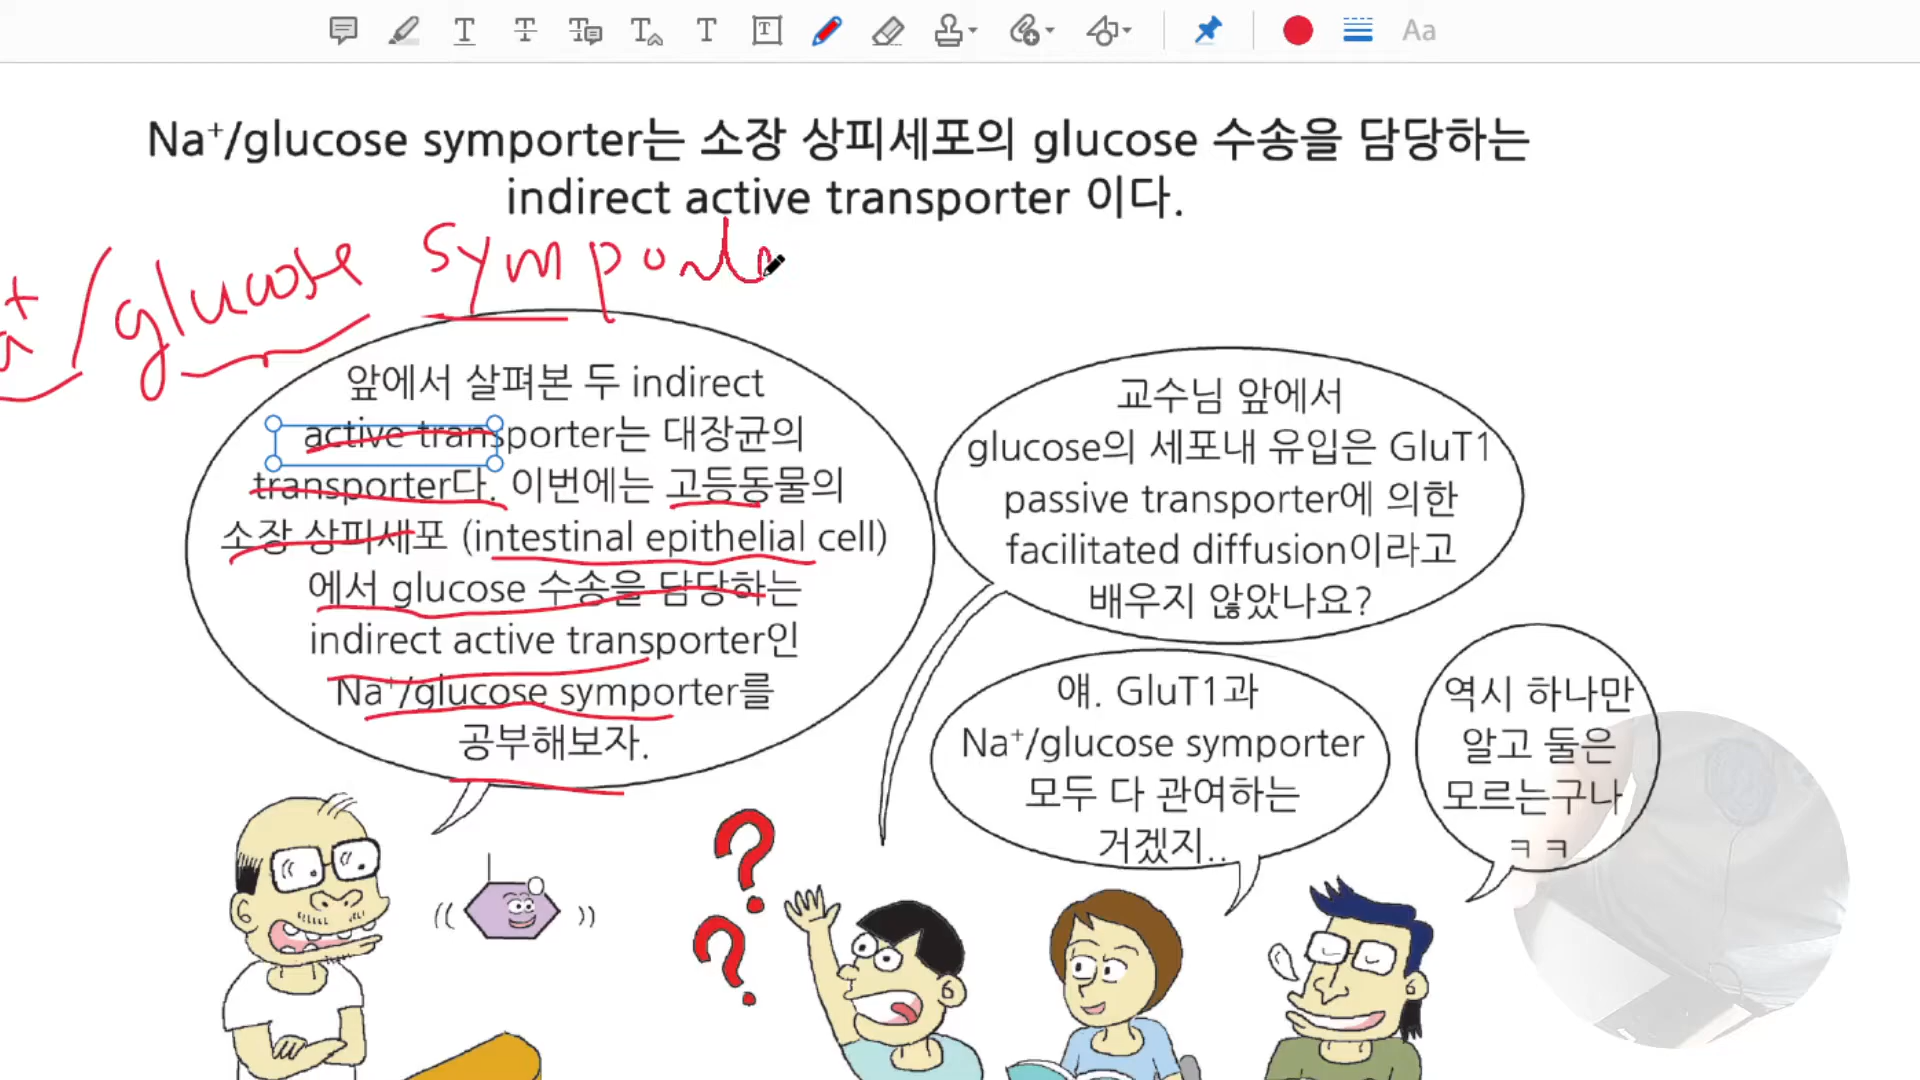 Na⁺/glucose symporter는 소장 상피세포의 glucose 수송을 담당하는
indirect active transporter 이다.
a⁺/glucose symporte
앞에서 살펴본 두 indirect
active transporter는 대장균의
transporter다. 이번에는 고등동물의
소장 상피세포 (intestinal epithelial cell)
에서 glucose 수송을 담당하는
indirect active transporter인
Na⁺/glucose symporter를
공부해보자.
교수님 앞에서
glucose의 세포내 유입은 GluT1
passive transporter에 의한
facilitated diffusion이라고
배우지 않았나요?
얘. GluT1과
Na⁺/glucose symporter
모두 다 관여하는
거겠지..
역시 하나만
알고 둘은
모르는구나
ㅋㅋ
? ?
Aa